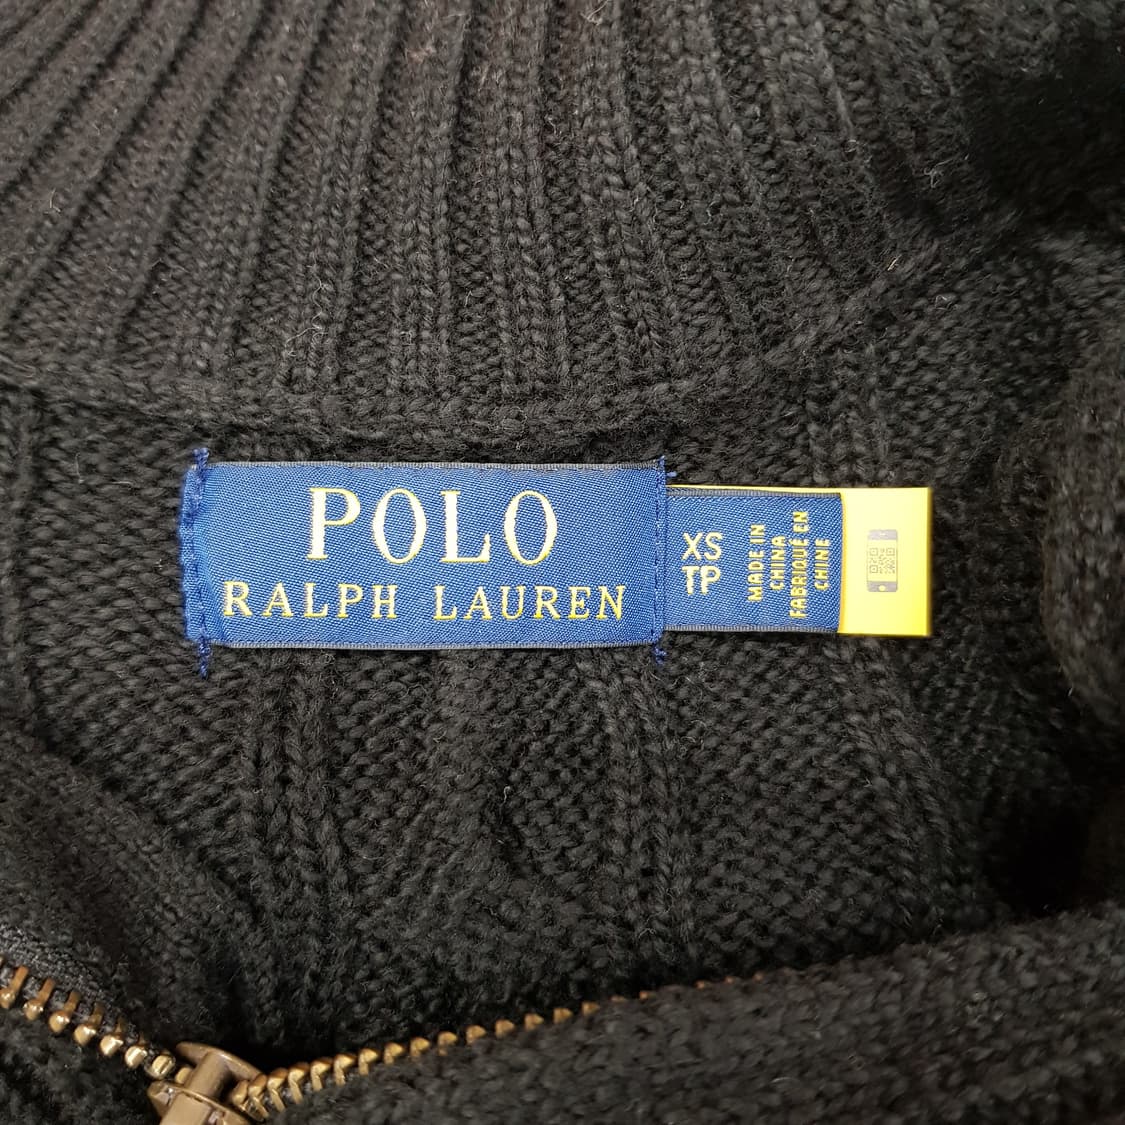 POLO
RALPH LAUREN
XS
TP
MADE IN
CHINA
FABRIQUÉ EN
CHINE